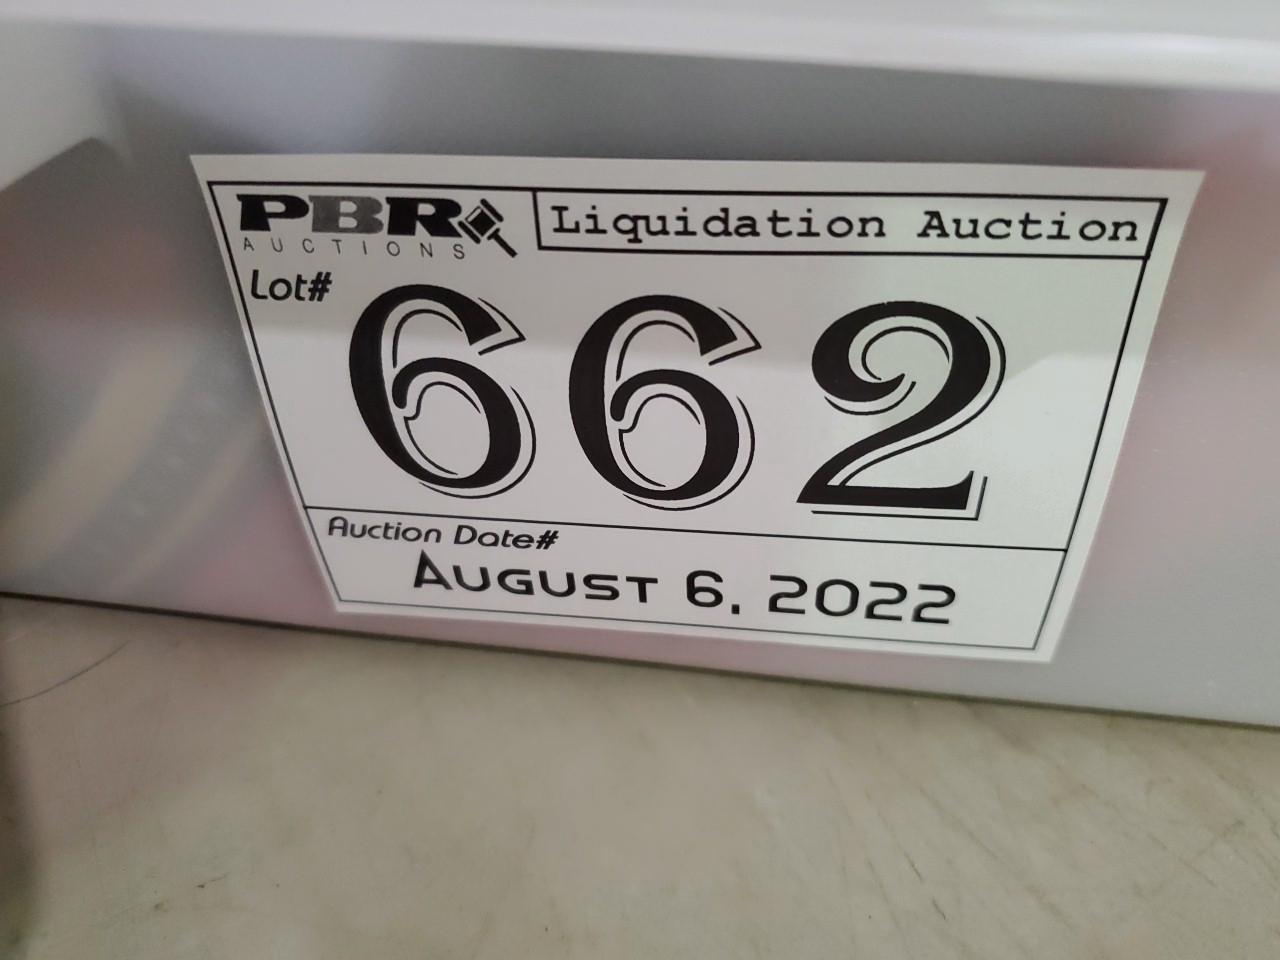 PBR
AUCTIONS
Liquidation Auction
Lot#
662
Auction Date#
August 6, 2022